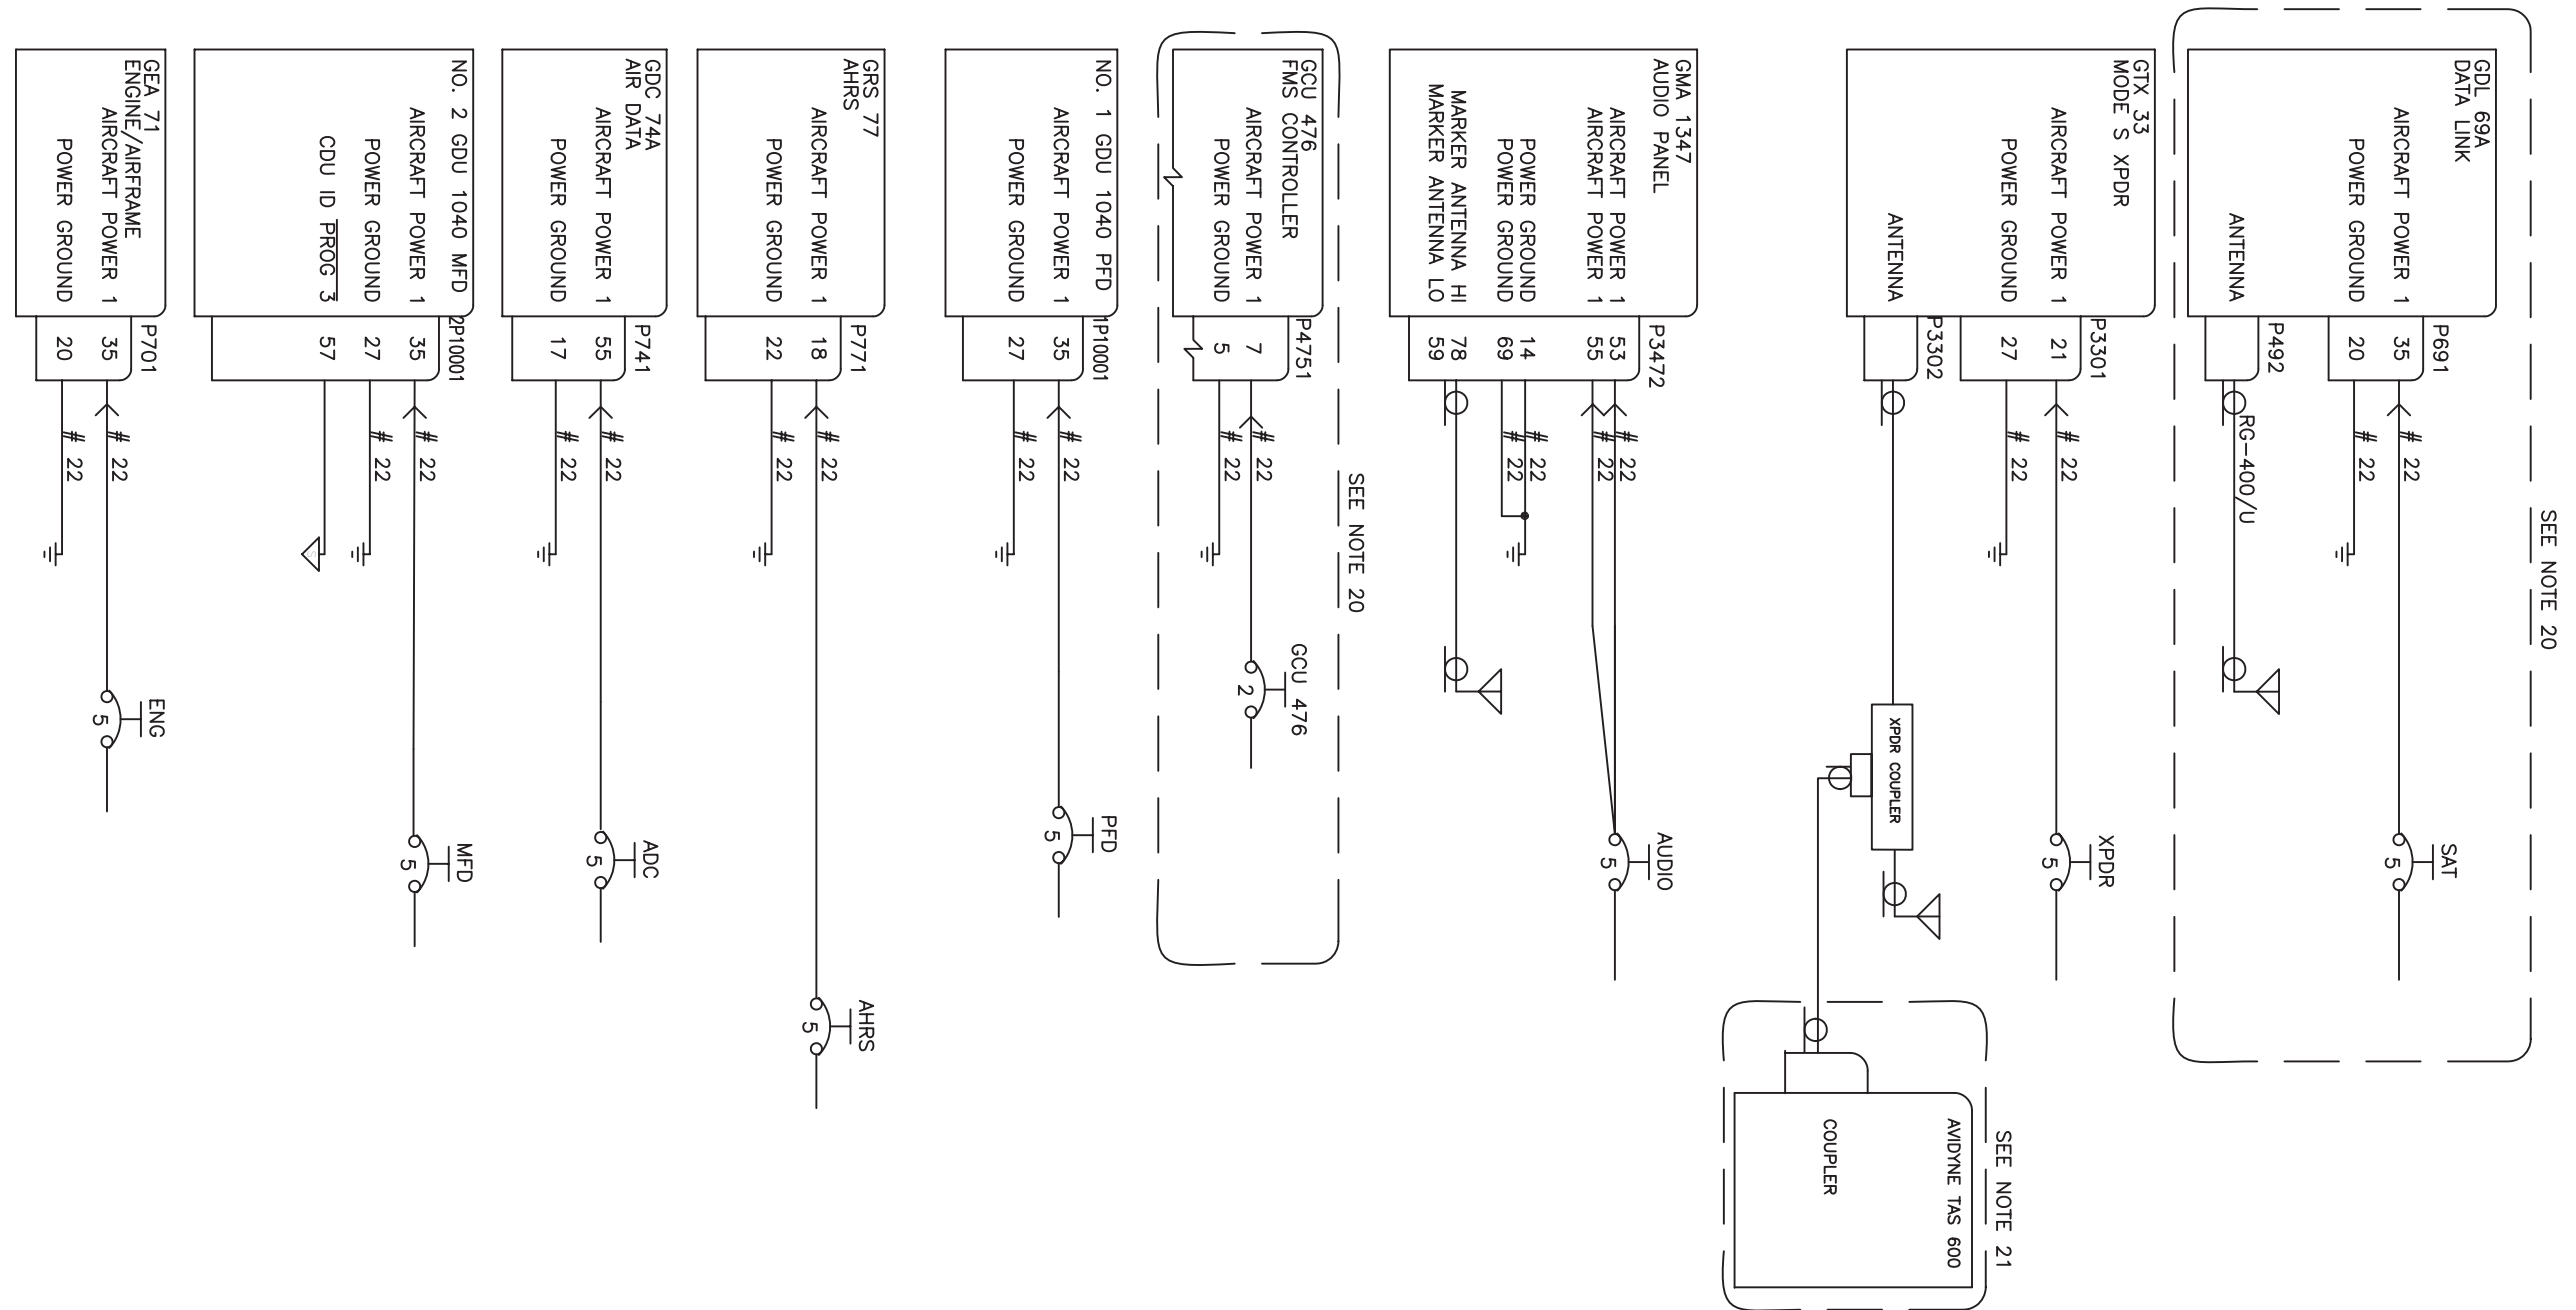 SEE NOTE 20
GDL 69A
DATA LINK
P691
AIRCRAFT POWER 1 35 # 22
SAT
5
POWER GROUND 20 # 22
P492
ANTENNA
RG-400/U
GTX 33
MODE S XPDR
P3301
AIRCRAFT POWER 1 21 # 22
XPDR
5
POWER GROUND 27 # 22
P3302
ANTENNA
XPDR COUPLER
SEE NOTE 21
AVIDYNE TAS 600
COUPLER
GMA 1347
AUDIO PANEL
P3472
AIRCRAFT POWER 1 53 # 22
AIRCRAFT POWER 1 55 # 22
AUDIO
5
POWER GROUND 14 # 22
POWER GROUND 69 # 22
MARKER ANTENNA HI 78
MARKER ANTENNA LO 59
SEE NOTE 20
GCU 476
FMS CONTROLLER
P4751
AIRCRAFT POWER 1 7 # 22
GCU 476
2
POWER GROUND 5 # 22
NO. 1 GDU 1040 PFD
1P10001
AIRCRAFT POWER 1 35 # 22
PFD
5
POWER GROUND 27 # 22
GRS 77
AHRS
P771
AIRCRAFT POWER 1 18 # 22
AHRS
5
POWER GROUND 22 # 22
GDC 74A
AIR DATA
P741
AIRCRAFT POWER 1 55 # 22
ADC
5
POWER GROUND 17 # 22
NO. 2 GDU 1040 MFD
2P10001
AIRCRAFT POWER 1 35 # 22
MFD
5
POWER GROUND 27 # 22
CDU ID PROG 3 57
GEA 71
ENGINE/AIRFRAME
P701
AIRCRAFT POWER 1 35 # 22
ENG
5
POWER GROUND 20 # 22